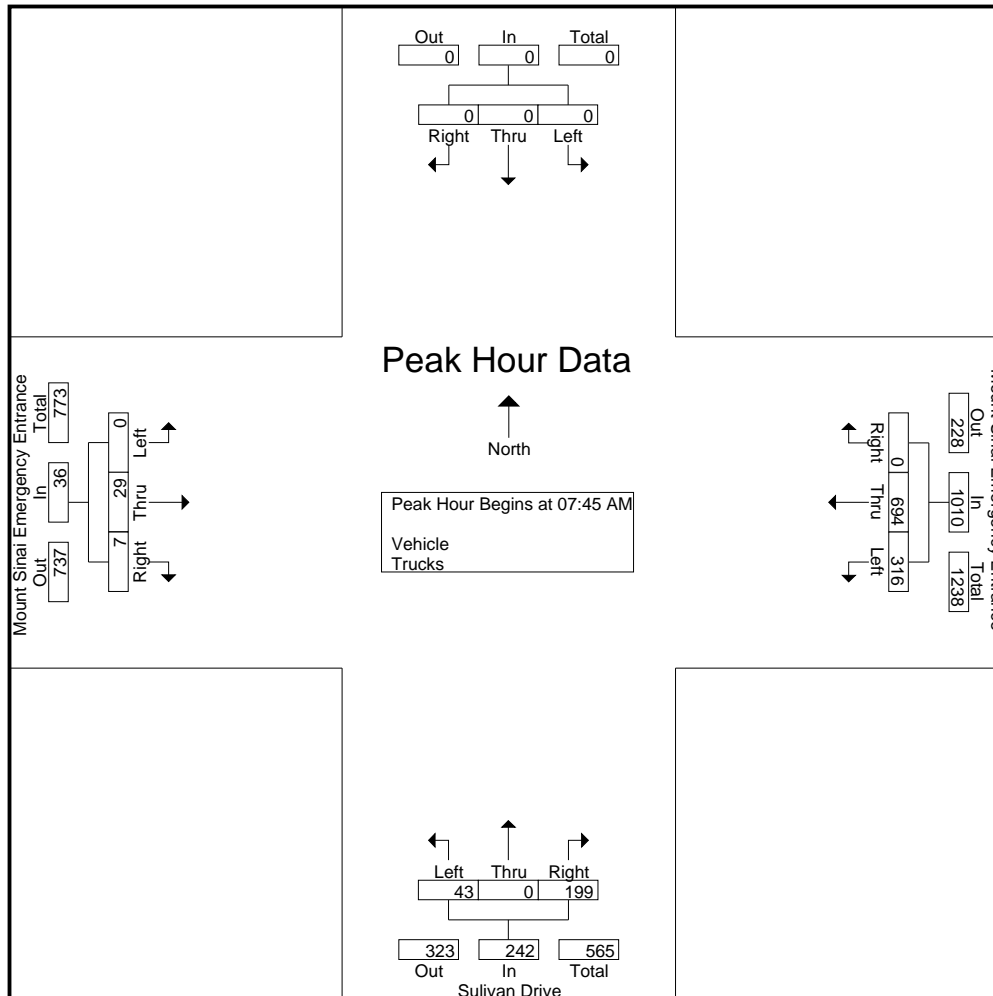 Out In Total
0 0 0
0 0 0
Right Thru Left
Peak Hour Data
North
Peak Hour Begins at 07:45 AM
Vehicle
Trucks
Mount Sinai Emergency Entrance
Total In Out
773 36 737
0 29 7
Left Thru Right
Right Thru Left
0 694 316
Out In Total
228 1010 1238
Left Thru Right
43 0 199
323 242 565
Out In Total
Sulivan Drive